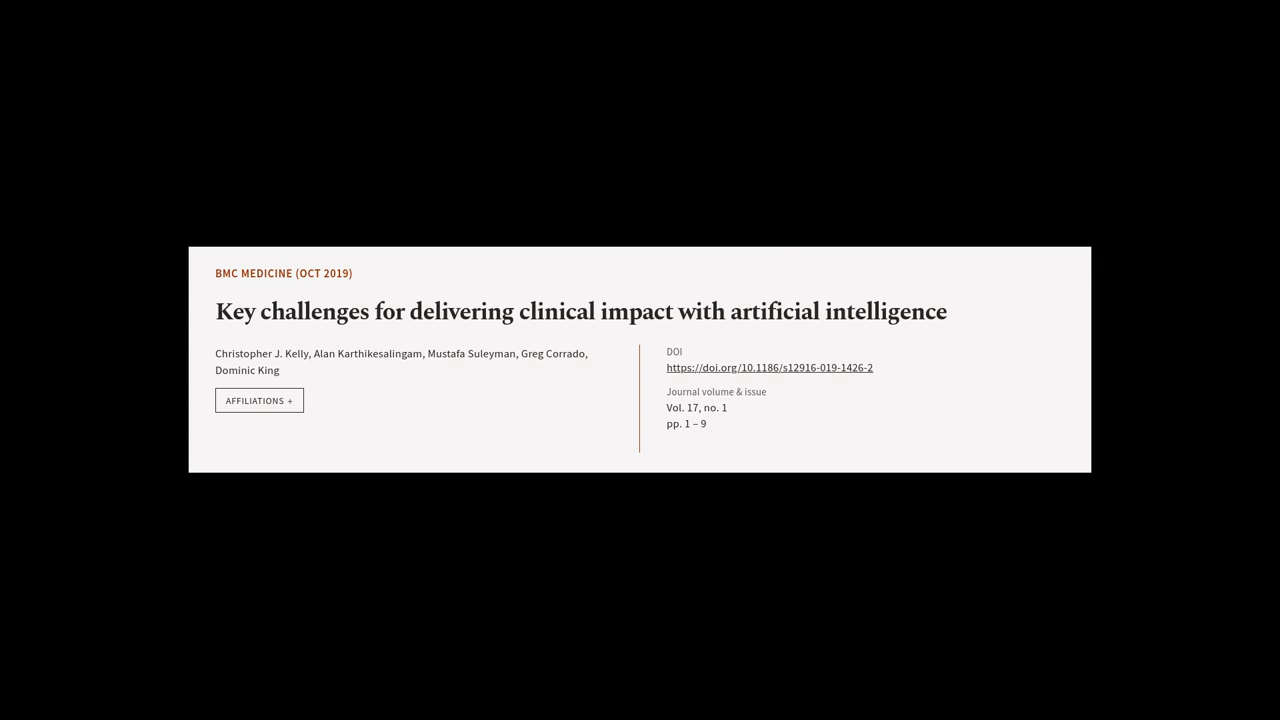 BMC MEDICINE (OCT 2019)
Key challenges for delivering clinical impact with artificial intelligence
Christopher J. Kelly, Alan Karthikesalingam, Mustafa Suleyman, Greg Corrado,
Dominic King
AFFILIATIONS +
DOI
https://doi.org/10.1186/s12916-019-1426-2
Journal volume & issue
Vol. 17, no. 1
pp. 1 – 9